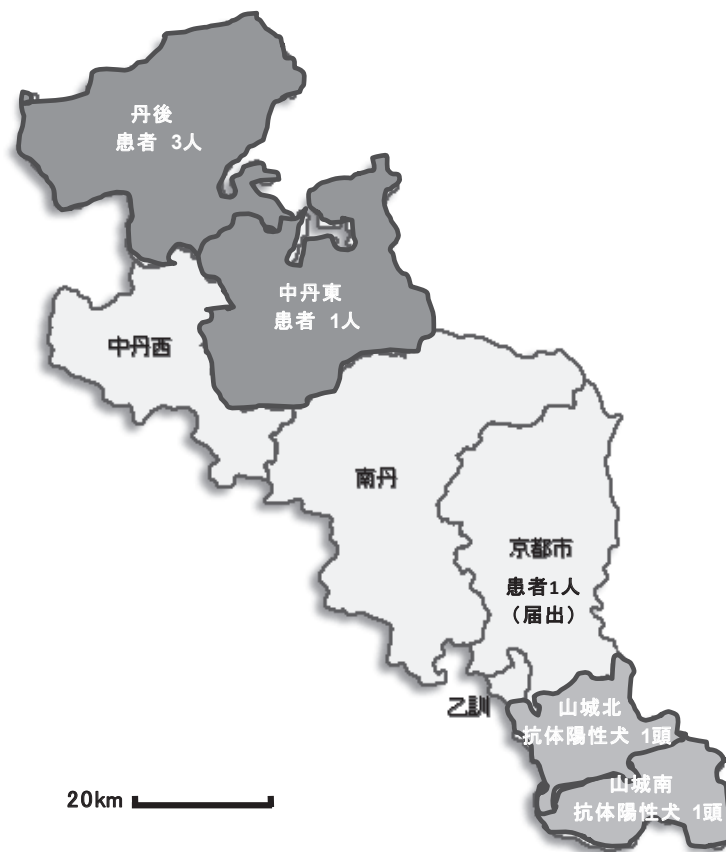 丹後
患者 3人
中丹東
患者 1人
中丹西
南丹
京都市
患者1人
（届出）
乙訓
山城北
抗体陽性犬 1頭
山城南
抗体陽性犬 1頭
20km